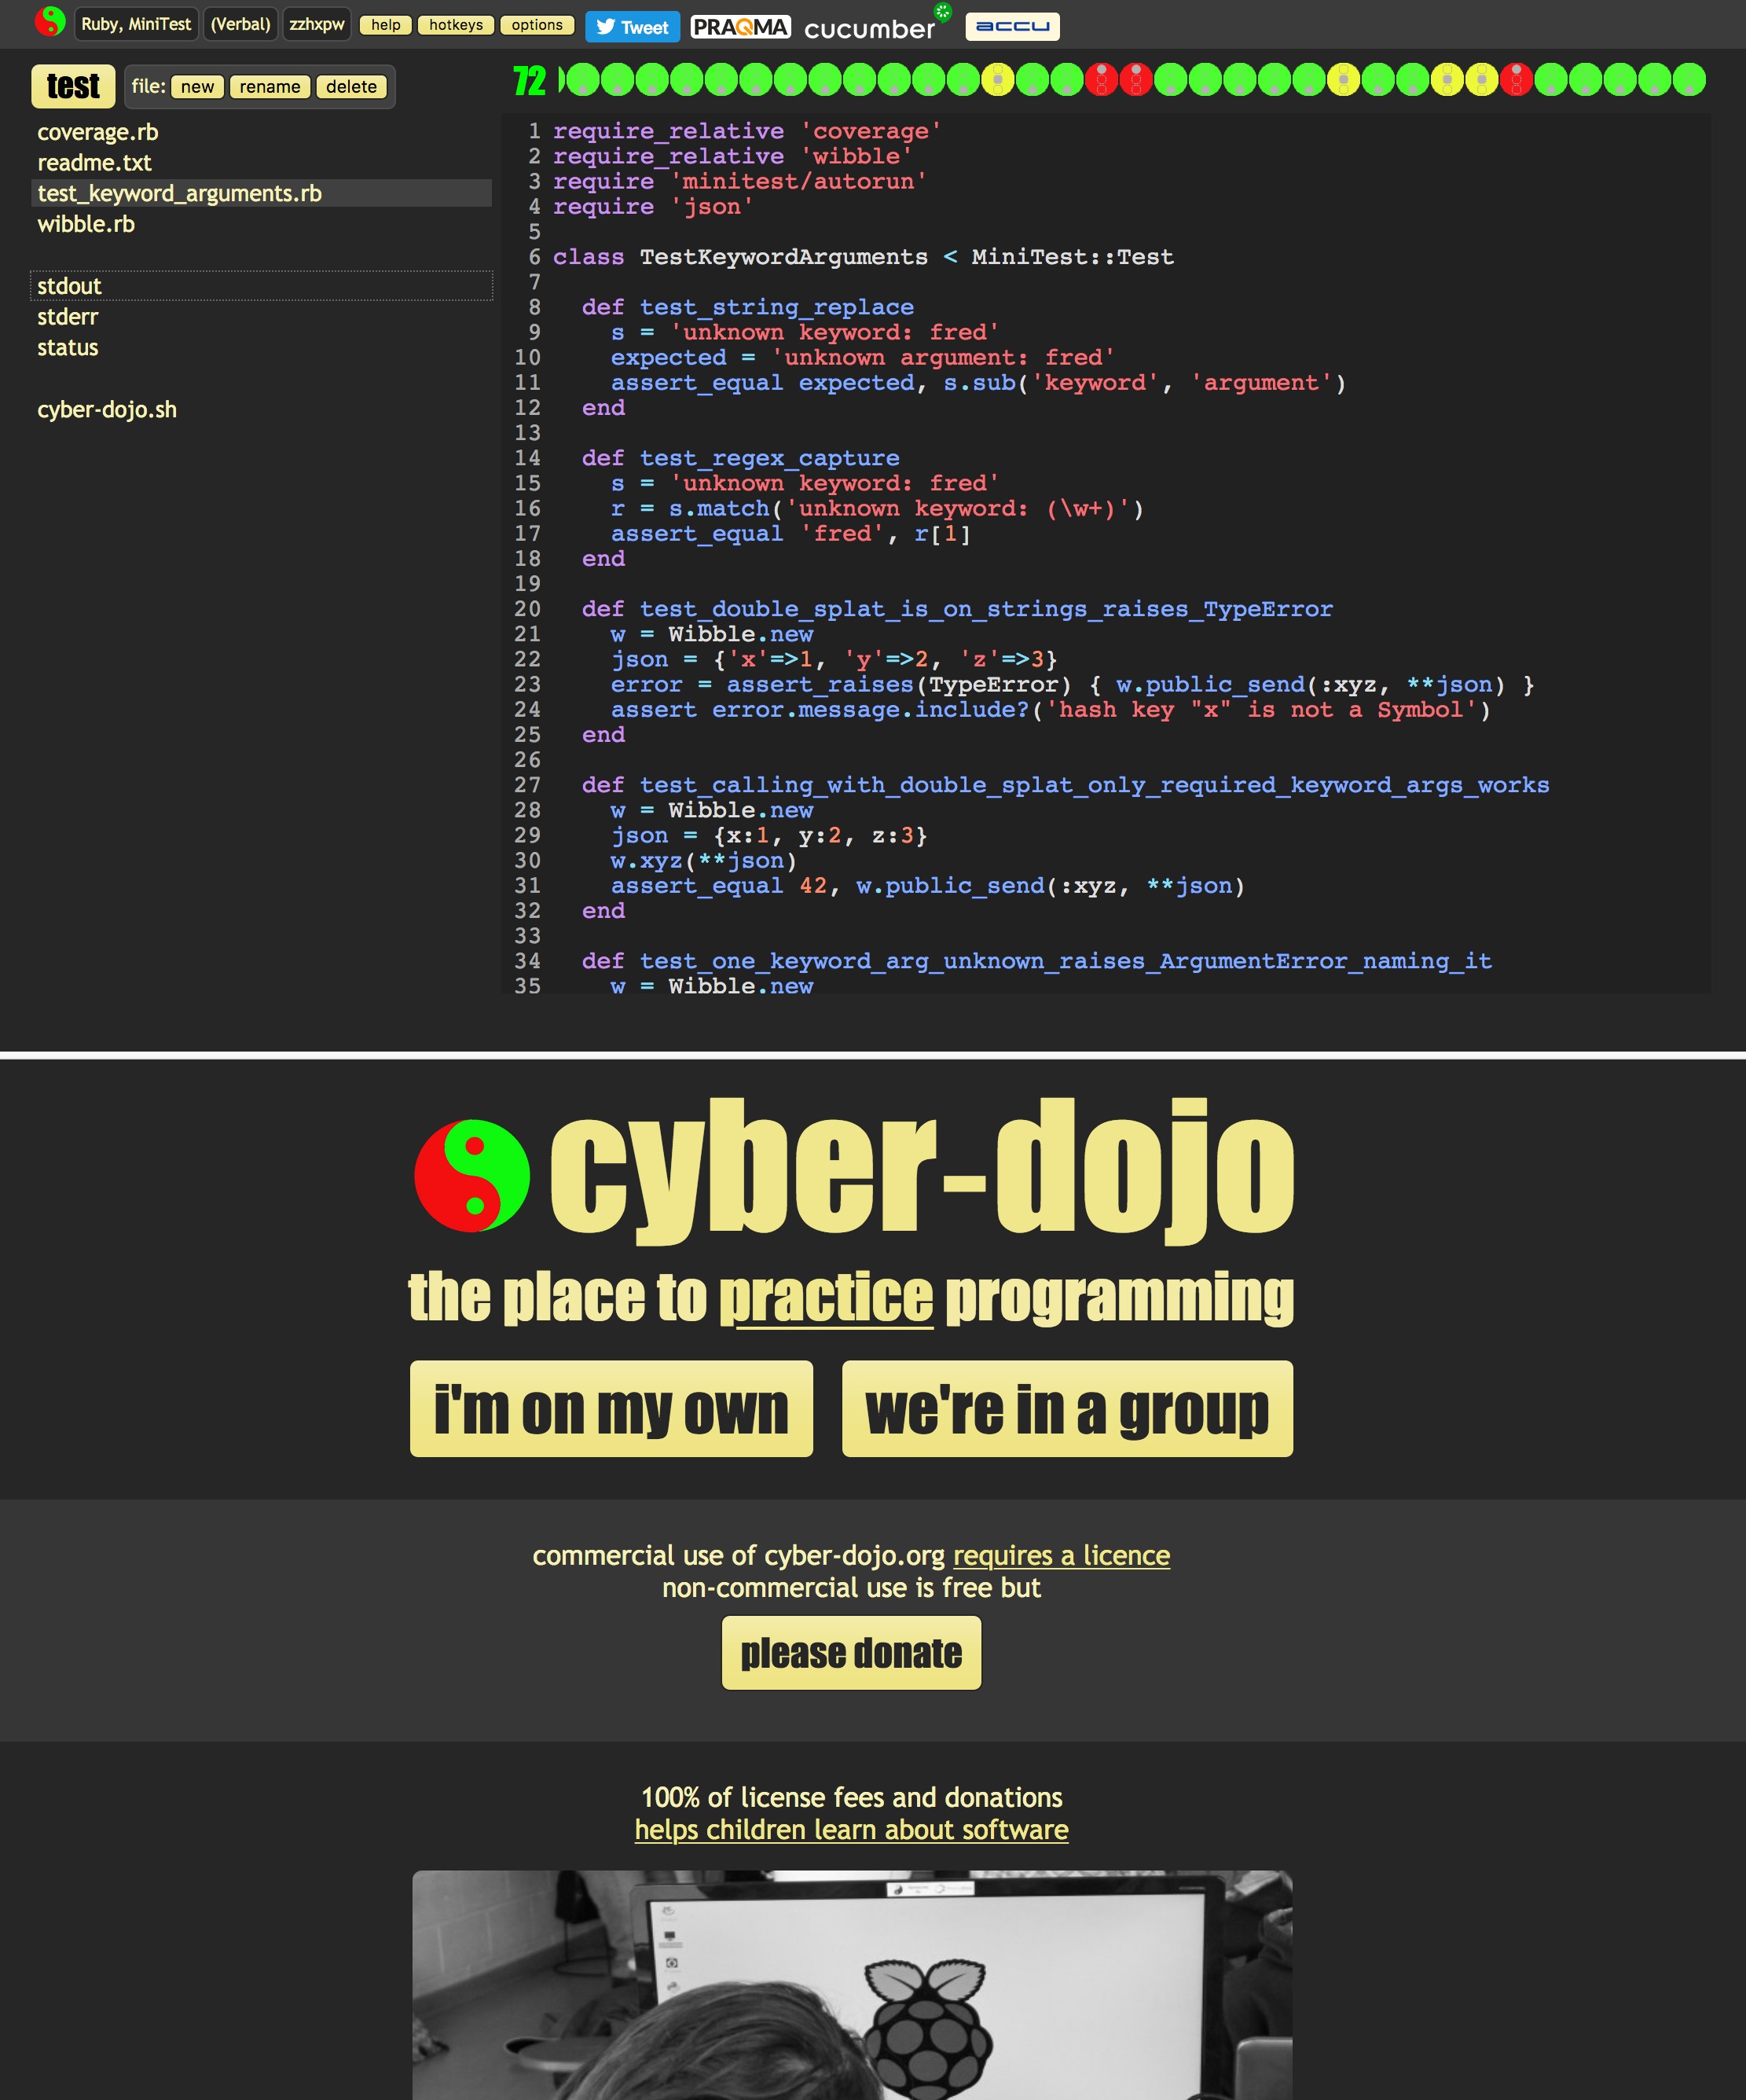 Ruby, MiniTest (Verbal) zzhxpw help hotkeys options Tweet PRAQMA cucumber accu
test file: new rename delete 72
coverage.rb
readme.txt
test_keyword_arguments.rb
wibble.rb
stdout
stderr
status
cyber-dojo.sh
1 require_relative 'coverage'
2 require_relative 'wibble'
3 require 'minitest/autorun'
4 require 'json'
5
6 class TestKeywordArguments < MiniTest::Test
7
8   def test_string_replace
9     s = 'unknown keyword: fred'
10     expected = 'unknown argument: fred'
11     assert_equal expected, s.sub('keyword', 'argument')
12   end
13
14   def test_regex_capture
15     s = 'unknown keyword: fred'
16     r = s.match('unknown keyword: (\w+)')
17     assert_equal 'fred', r[1]
18   end
19
20   def test_double_splat_is_on_strings_raises_TypeError
21     w = Wibble.new
22     json = {'x'=>1, 'y'=>2, 'z'=>3}
23     error = assert_raises(TypeError) { w.public_send(:xyz, **json) }
24     assert error.message.include?('hash key "x" is not a Symbol')
25   end
26
27   def test_calling_with_double_splat_only_required_keyword_args_works
28     w = Wibble.new
29     json = {x:1, y:2, z:3}
30     w.xyz(**json)
31     assert_equal 42, w.public_send(:xyz, **json)
32   end
33
34   def test_one_keyword_arg_unknown_raises_ArgumentError_naming_it
35     w = Wibble.new
cyber-dojo
the place to practice programming
i'm on my own we're in a group
commercial use of cyber-dojo.org requires a licence
non-commercial use is free but
please donate
100% of license fees and donations
helps children learn about software